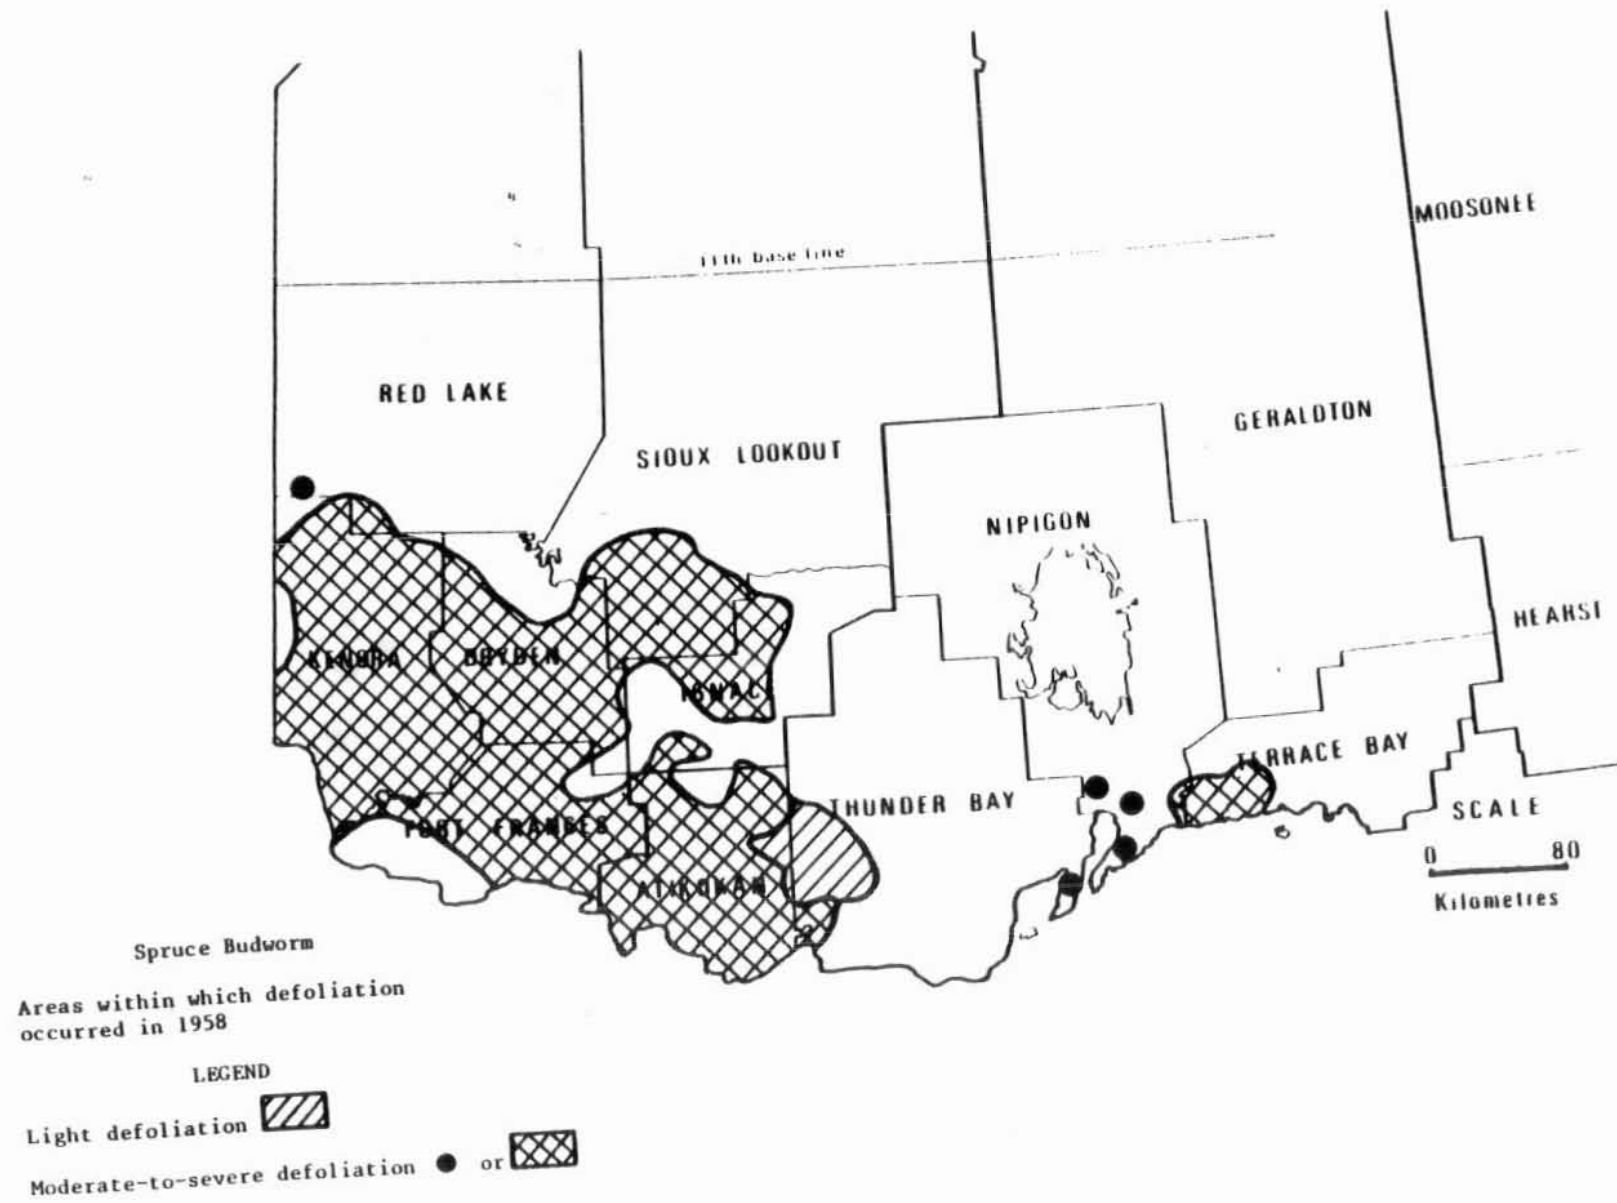 MOOSONEE
11th base line
RED LAKE
GERALDTON
SIOUX LOOKOUT
NIPIGON
HEARST
KENORA
DRYDEN
IGNACE
TERRACE BAY
THUNDER BAY
SCALE
FORT FRANCES
0 80
ATIKOKAN
Kilometres
Spruce Budworm
Areas within which defoliation
occurred in 1958
LEGEND
Light defoliation
Moderate-to-severe defoliation or